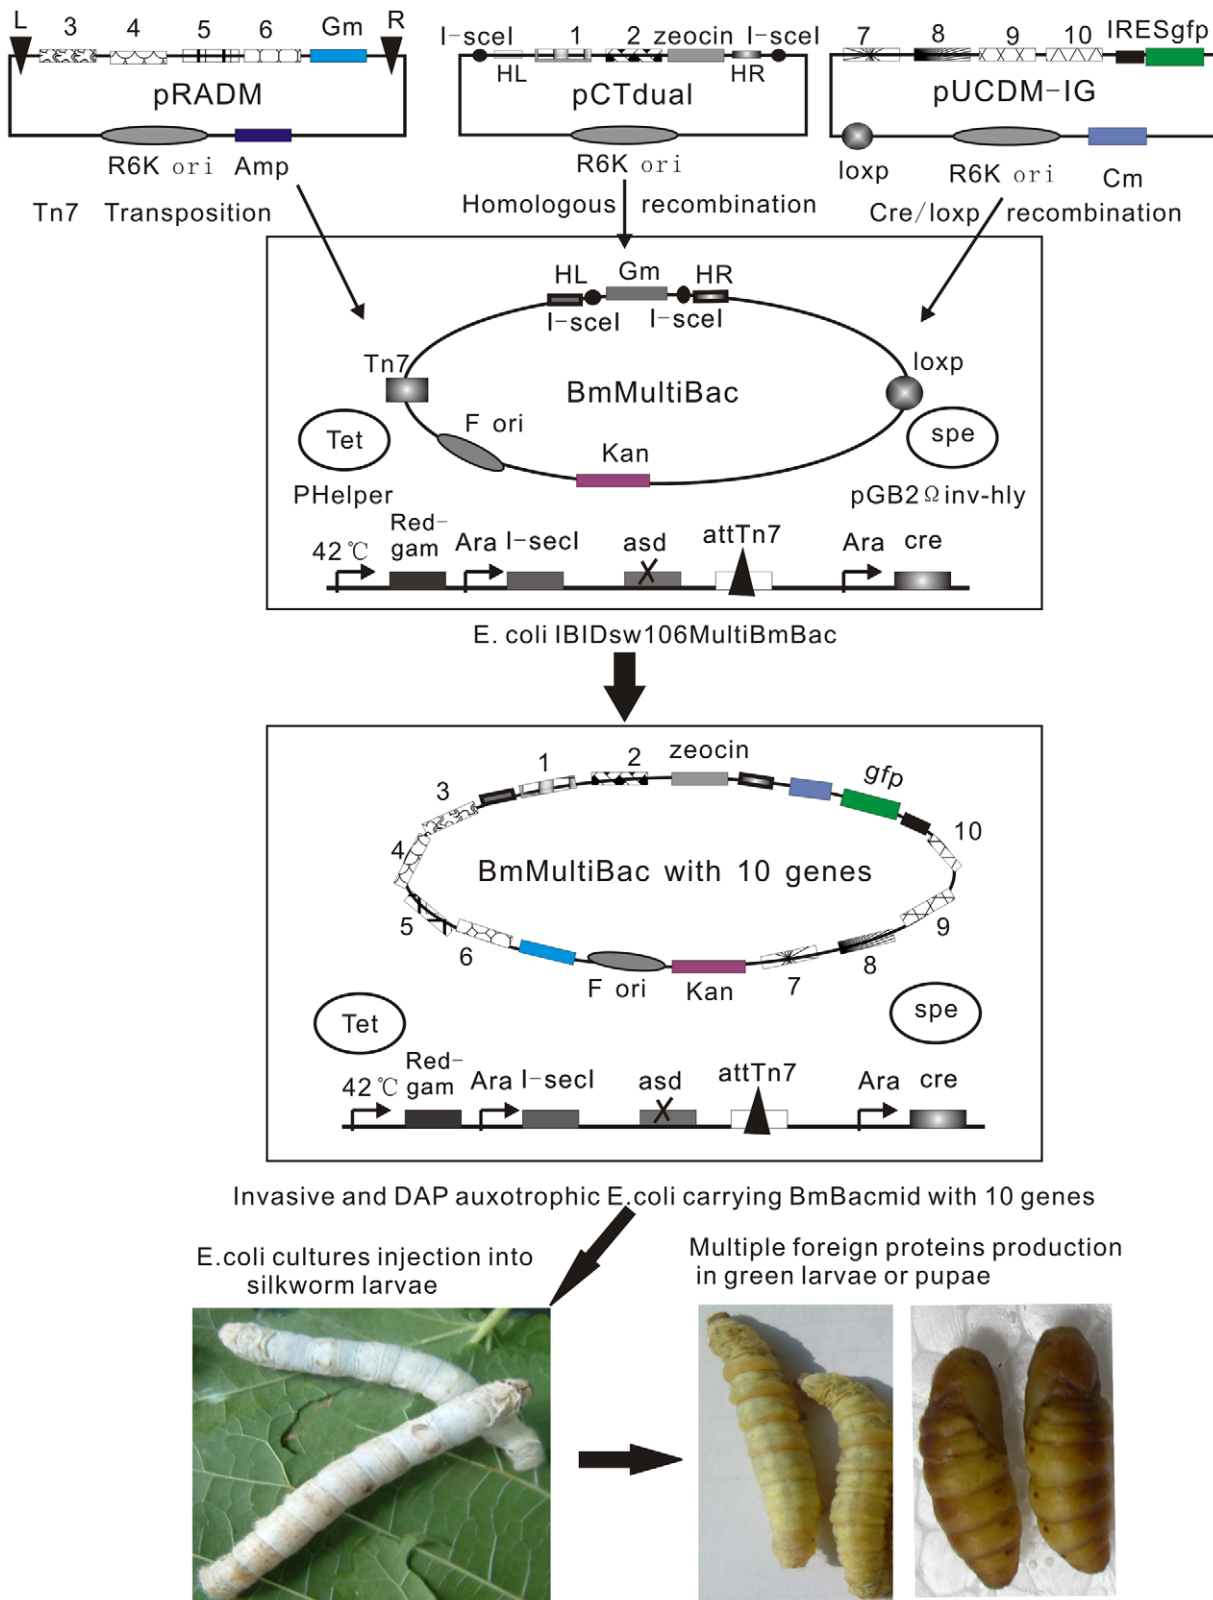 L 3 4 5 6 Gm R
I-sceI HL 1 2 zeocin HR I-sceI
7 8 9 10 IRESgfp
pRADM
pCTdual
pUCDM-IG
R6K ori Amp
R6K ori
loxp R6K ori Cm
Tn7 Transposition
Homologous recombination
Cre/loxp recombination
HL Gm HR
I-sceI I-sceI
Tn7
loxp
BmMultiBac
F ori
Kan
Tet
spe
PHelper
pGB2Ωinv-hly
42℃ Red-gam Ara I-secI asd attTn7 Ara cre
E. coli IBIDsw106MultiBmBac
1 2 zeocin gfp
3
10
4
BmMultiBac with 10 genes
5
9
6
8
F ori Kan 7
Tet
spe
42℃ Red-gam Ara I-secI asd attTn7 Ara cre
Invasive and DAP auxotrophic E.coli carrying BmBacmid with 10 genes
E.coli cultures injection into
silkworm larvae
Multiple foreign proteins production
in green larvae or pupae